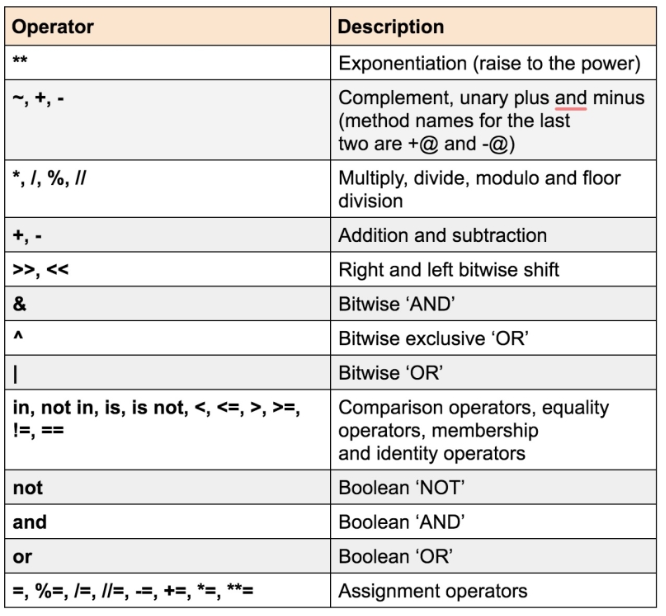 Operator Description
** Exponentiation (raise to the power)
~, +, - Complement, unary plus and minus
(method names for the last
two are +@ and -@)
*, /, %, // Multiply, divide, modulo and floor
division
+, - Addition and subtraction
>>, << Right and left bitwise shift
& Bitwise ‘AND’
^ Bitwise exclusive ‘OR’
| Bitwise ‘OR’
in, not in, is, is not, <, <=, >, >=, Comparison operators, equality
!=, == operators, membership
and identity operators
not Boolean ‘NOT’
and Boolean ‘AND’
or Boolean ‘OR’
=, %=, /=, //=, -=, +=, *=, **= Assignment operators